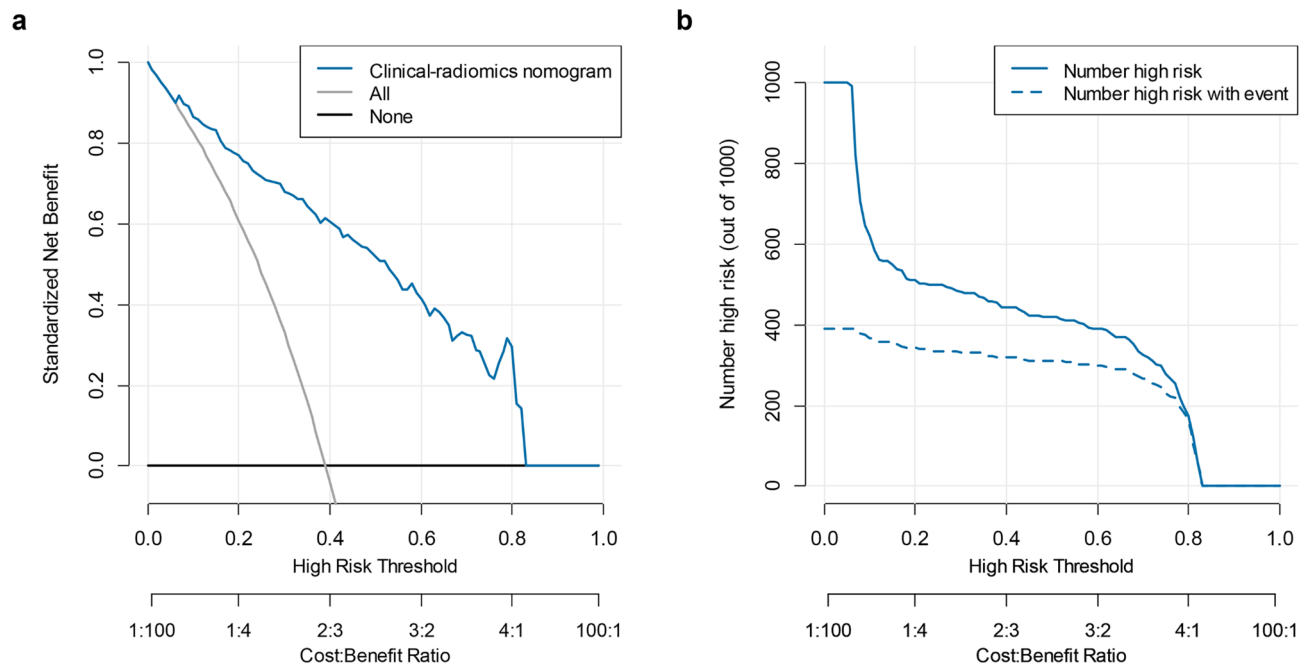 a
Clinical-radiomics nomogram
All
None
Standardized Net Benefit
1.0
0.8
0.6
0.4
0.2
0.0
0.0 0.2 0.4 0.6 0.8 1.0
High Risk Threshold
1:100 1:4 2:3 3:2 4:1 100:1
Cost:Benefit Ratio
b
Number high risk
Number high risk with event
Number high risk (out of 1000)
1000
800
600
400
200
0
0.0 0.2 0.4 0.6 0.8 1.0
High Risk Threshold
1:100 1:4 2:3 3:2 4:1 100:1
Cost:Benefit Ratio